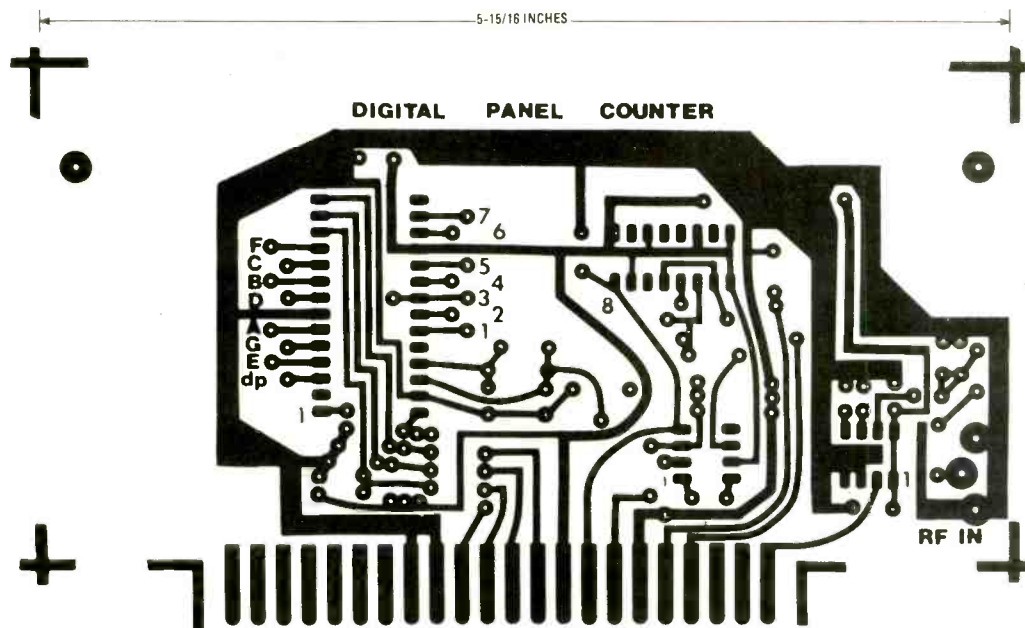 5-15/16 INCHES
DIGITAL PANEL COUNTER
7
6
F
C
5
B
4
D
3
8
A
2
G
1
E
dp
1
1
1
RF IN